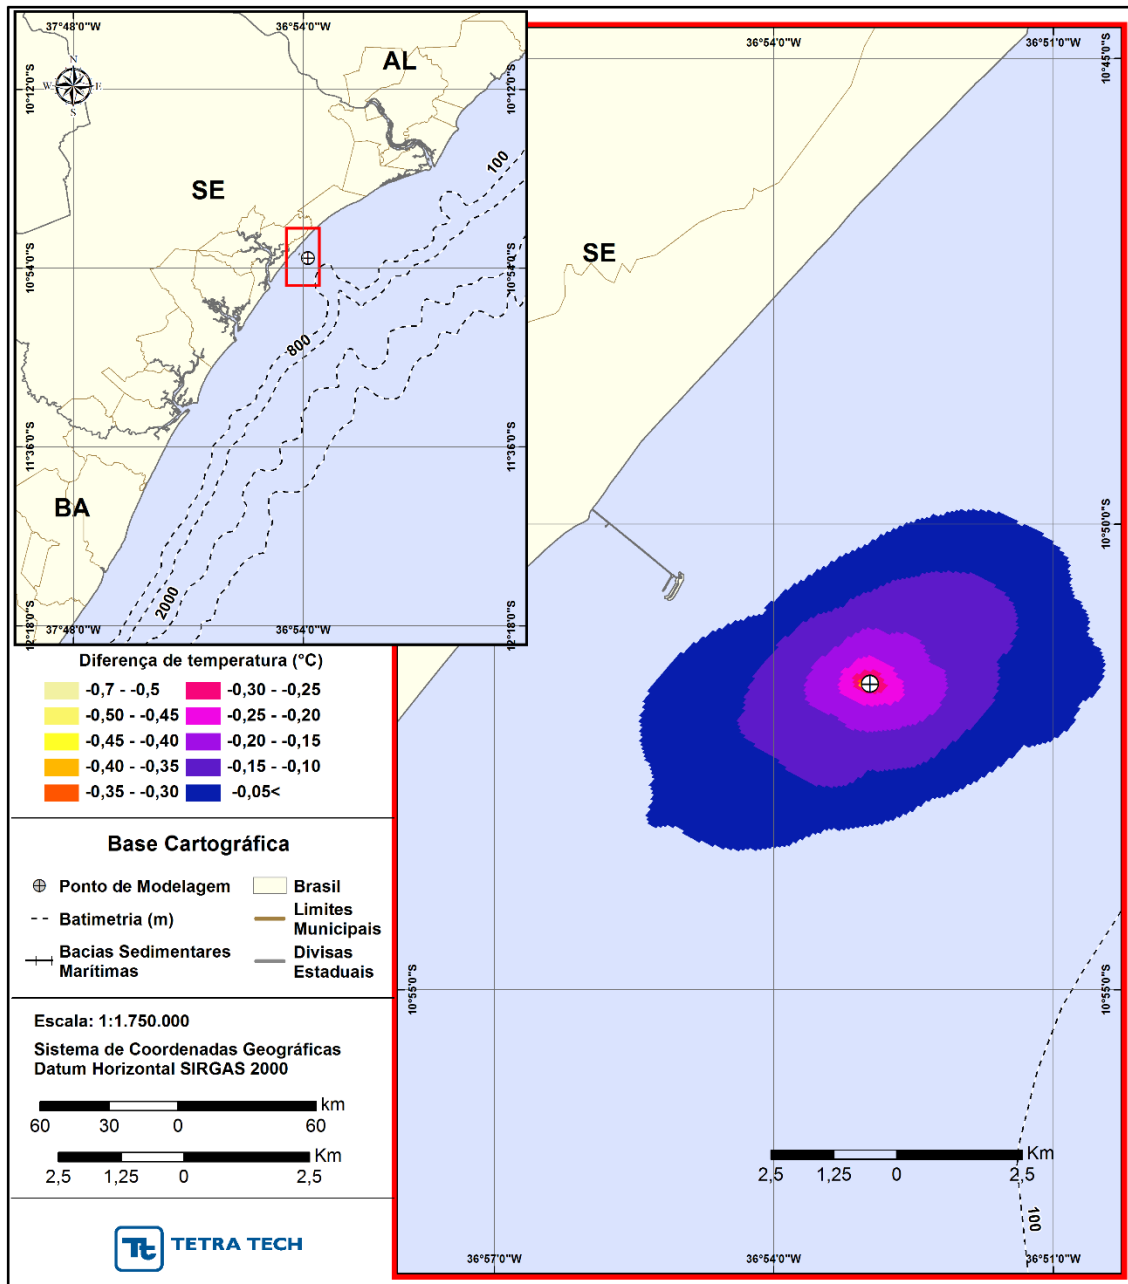 37°48'0"W
36°54'0"W
N
W
E
S
AL
10°12'0"S
10°12'0"S
100
SE
10°54'0"S
10°54'0"S
800
11°36'0"S
11°36'0"S
BA
2000
12°18'0"S
12°18'0"S
37°48'0"W
36°54'0"W
36°54'0"W
36°51'0"W
10°45'0"S
SE
10°50'0"S
10°55'0"S
100
2,5 1,25 0 2,5
Km
36°57'0"W
36°54'0"W
36°51'0"W
Diferença de temperatura (°C)
-0,7 - -0,5
-0,30 - -0,25
-0,50 - -0,45
-0,25 - -0,20
-0,45 - -0,40
-0,20 - -0,15
-0,40 - -0,35
-0,15 - -0,10
-0,35 - -0,30
-0,05<
Base Cartográfica
Ponto de Modelagem
Brasil
Batimetria (m)
Limites
Municipais
Bacias Sedimentares
Marítimas
Divisas
Estaduais
Escala: 1:1.750.000
Sistema de Coordenadas Geográficas
Datum Horizontal SIRGAS 2000
km
60 30 0 60
Km
2,5 1,25 0 2,5
Tt TETRA TECH